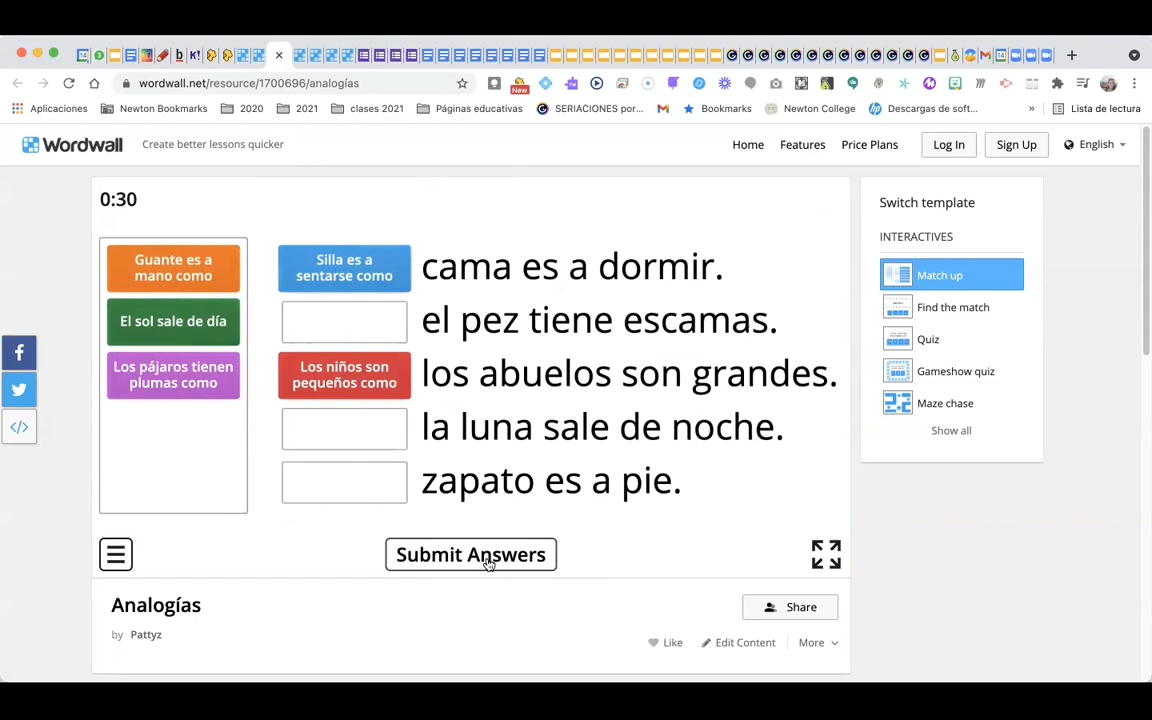 wordwall.net/resource/1700696/analogías
New
Aplicaciones
Newton Bookmarks
2020
2021
clases 2021
Páginas educativas
SERIACIONES por...
Bookmarks
Newton College
Descargas de soft...
»
Lista de lectura
Wordwall
Create better lessons quicker
Home
Features
Price Plans
Log In
Sign Up
English
0:30
Guante es a
mano como
El sol sale de día
Los pájaros tienen
plumas como
Silla es a
sentarse como
cama es a dormir.
el pez tiene escamas.
Los niños son
pequeños como
los abuelos son grandes.
la luna sale de noche.
zapato es a pie.
Submit Answers
Switch template
INTERACTIVES
Match up
Find the match
Quiz
Gameshow quiz
Maze chase
Show all
Analogías
by Pattyz
Share
Like
Edit Content
More